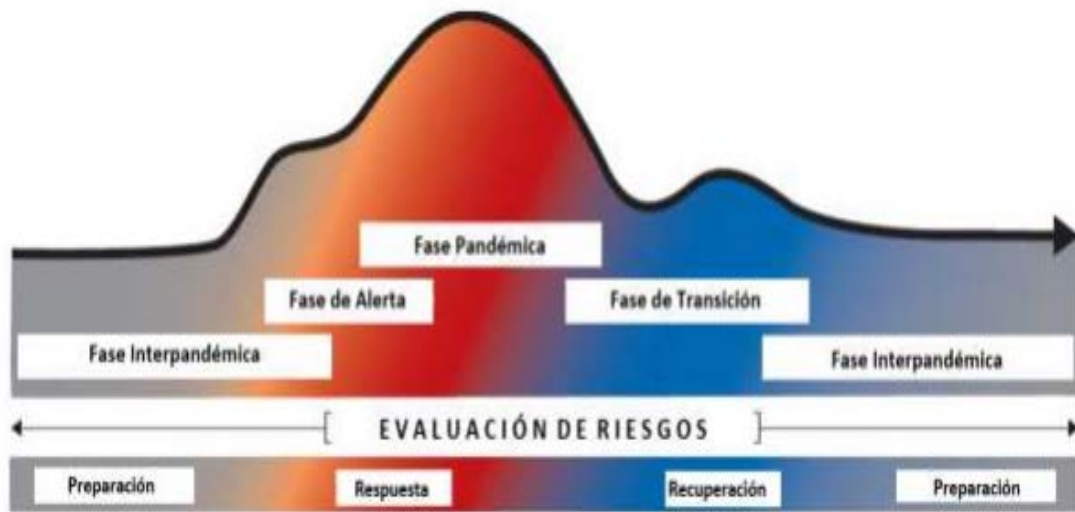 Fase Pandémica
Fase de Alerta
Fase de Transición
Fase Interpandémica
Fase Interpandémica
EVALUACIÓN DE RIESGOS
Preparación
Respuesta
Recuperación
Preparación